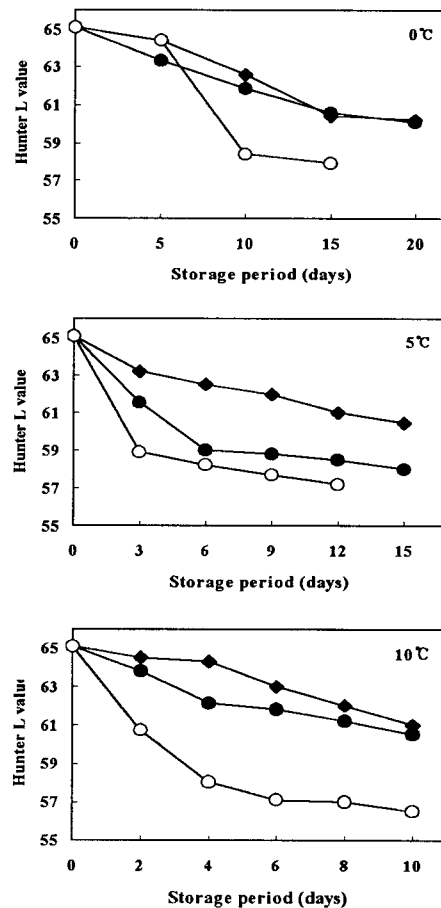 0℃
Hunter L value
65
63
61
59
57
55
0 5 10 15 20
Storage period (days)
5℃
Hunter L value
65
63
61
59
57
55
0 3 6 9 12 15
Storage period (days)
10℃
Hunter L value
65
63
61
59
57
55
0 2 4 6 8 10
Storage period (days)